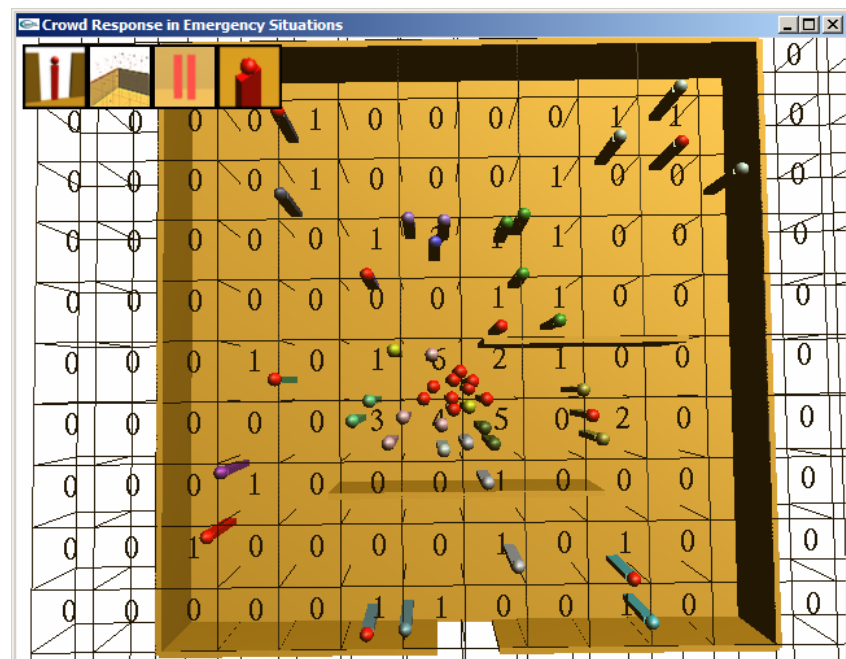 Crowd Response in Emergency Situations
0
0 0 0 0 1 0 0 0 0 1 1 0
0 0 0 0 1 0 0 0 1 0 0 0
0 0 0 0 0 1 1 1 0 0 0
0 0 0 0 0 0 0 1 1 0 0 0
0 0 0 1 0 1 6 2 1 0 0 0
0 0 0 0 0 3 4 5 0 2 0 0
0 0 0 1 0 0 0 1 0 0 0 0
0 0 1 0 0 0 0 1 0 1 0 0
0 0 0 0 0 1 1 0 0 1 0 0